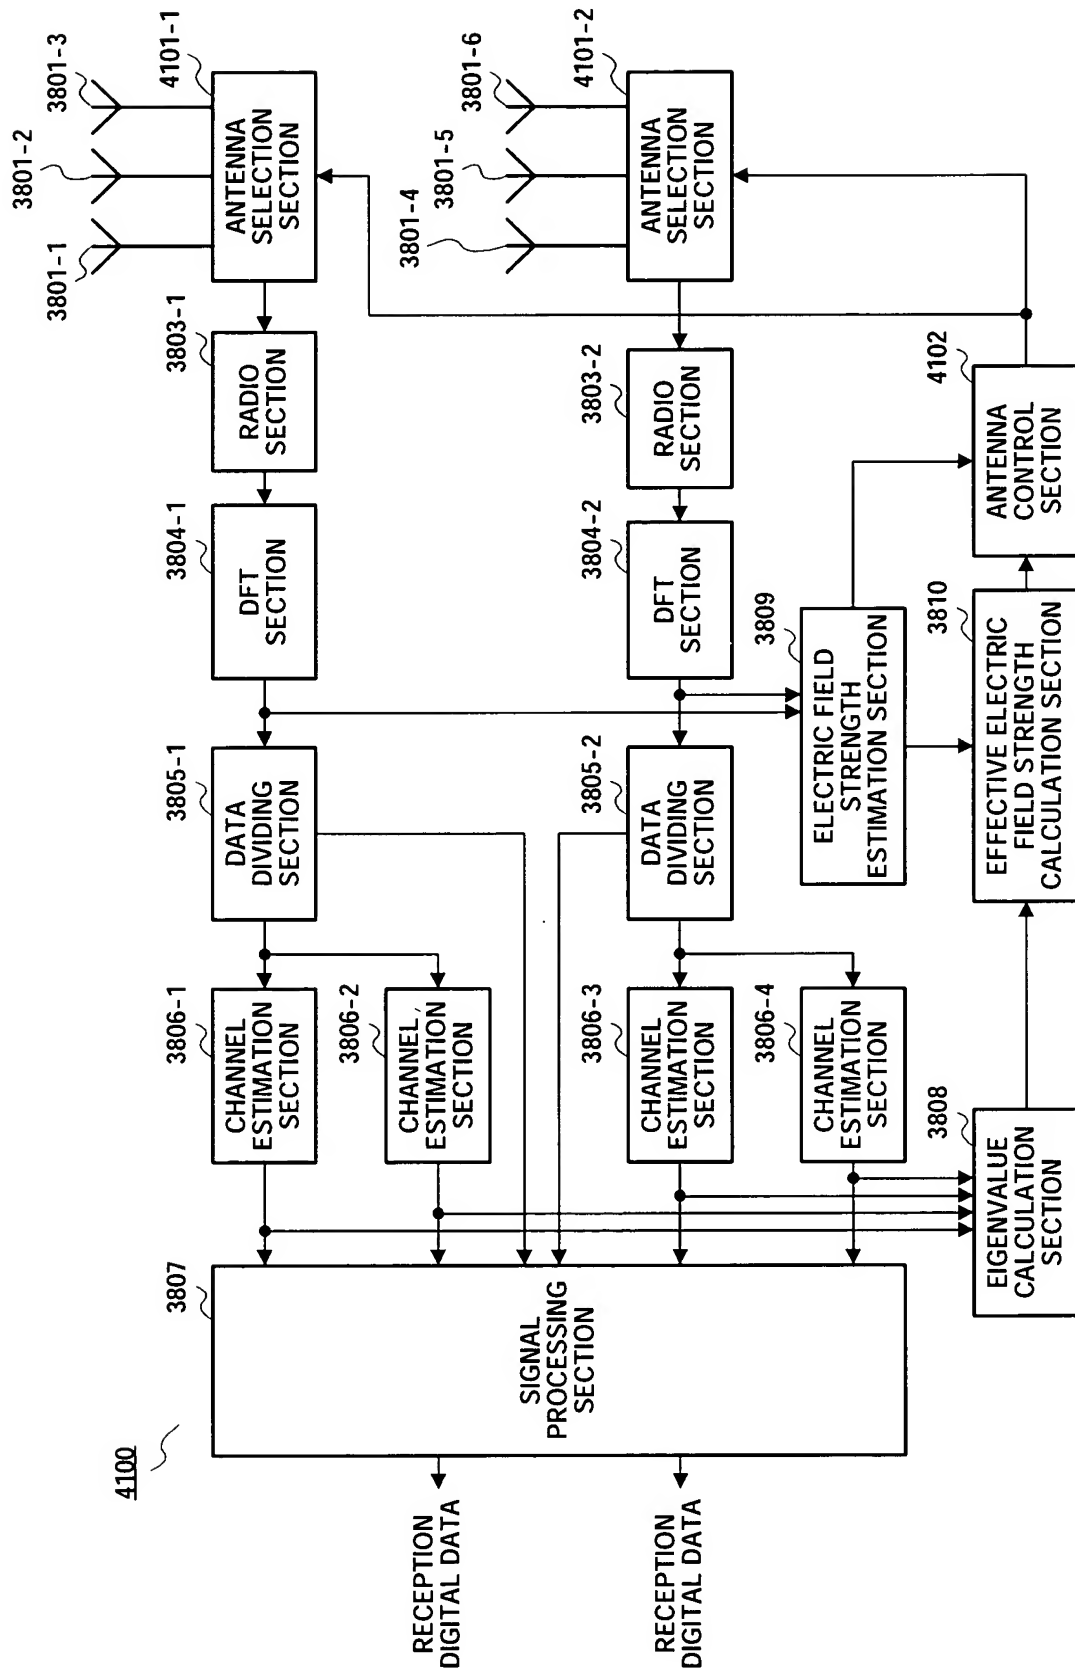 4100
RECEPTION
DIGITAL DATA
RECEPTION
DIGITAL DATA
3807
SIGNAL
PROCESSING
SECTION
3806-1
CHANNEL
ESTIMATION
SECTION
3806-2
CHANNEL
ESTIMATION
SECTION
3806-3
CHANNEL
ESTIMATION
SECTION
3806-4
CHANNEL
ESTIMATION
SECTION
3808
EIGENVALUE
CALCULATION
SECTION
3805-1
DATA
DIVIDING
SECTION
3805-2
DATA
DIVIDING
SECTION
3804-1
DFT
SECTION
3804-2
DFT
SECTION
3809
ELECTRIC FIELD
STRENGTH
ESTIMATION SECTION
3810
EFFECTIVE ELECTRIC
FIELD STRENGTH
CALCULATION SECTION
3803-1
RADIO
SECTION
3803-2
RADIO
SECTION
4102
ANTENNA
CONTROL
SECTION
3801-1
3801-2
3801-3
4101-1
ANTENNA
SELECTION
SECTION
3801-4
3801-5
3801-6
4101-2
ANTENNA
SELECTION
SECTION